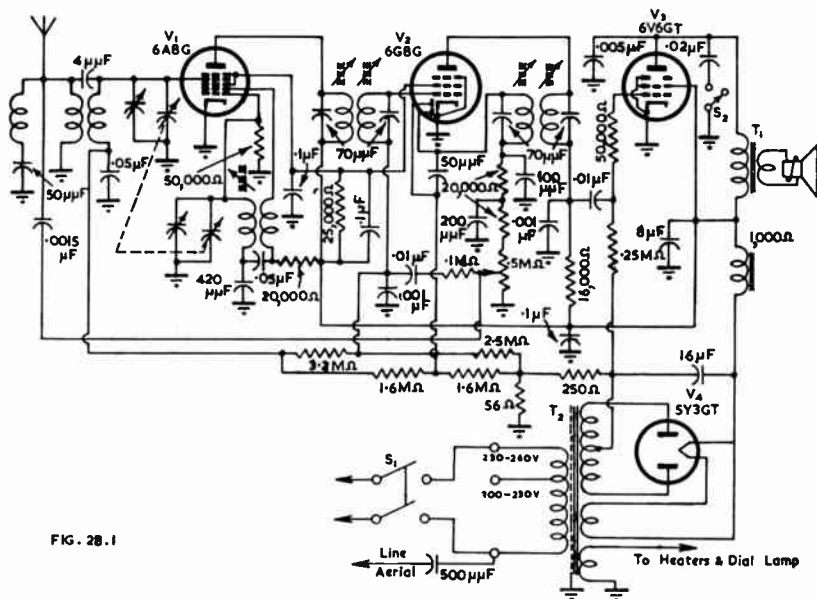 V₁
6A8G
V₂
6G8G
V₃
6V6GT
4μμF
.005μF
.02μF
S₂
T₁
50,000Ω
.05μF
50μμF
.0015
μF
50,000Ω
.1μF
70μμF
25,000Ω
.1μF
50μμF
20,000Ω
200
μμF
70μμF
100
μμF
.001
μF
.01μF
8μF
1,000Ω
.25MΩ
420
μμF
.05μF
20,000Ω
.01μF
.1MΩ
.001
μF
.5MΩ
16,000Ω
.1μF
3.2MΩ
2.5MΩ
1.6MΩ
1.6MΩ
250Ω
56Ω
16μF
V₄
5Y3GT
T₂
S₁
230-260V
200-230V
FIG. 28.1
Line
Aerial
500μμF
To Heaters & Dial Lamp